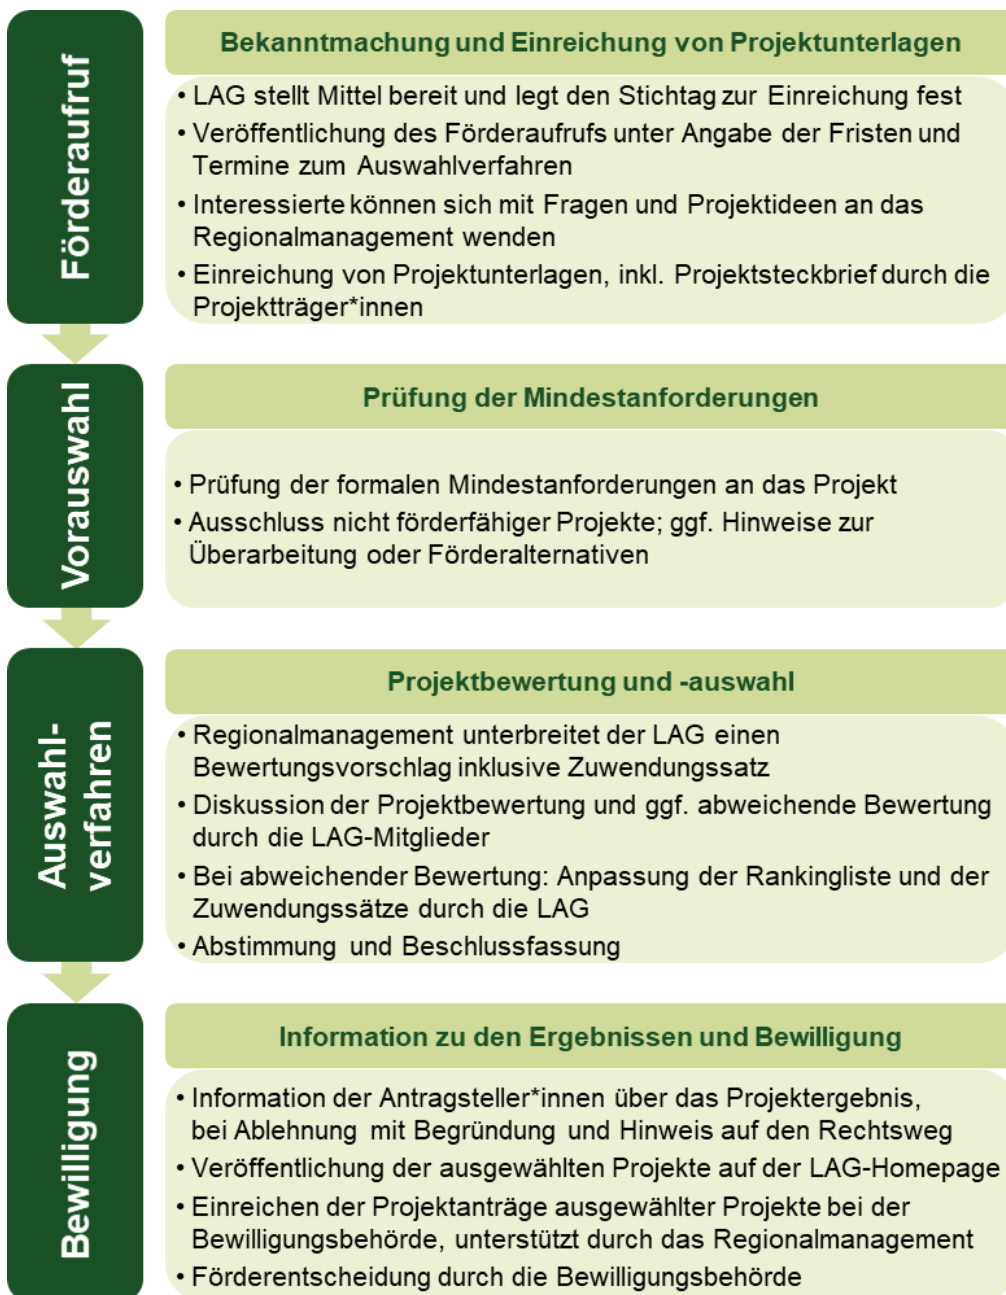 Förderaufruf
Bekanntmachung und Einreichung von Projektunterlagen
• LAG stellt Mittel bereit und legt den Stichtag zur Einreichung fest
• Veröffentlichung des Förderaufrufs unter Angabe der Fristen und
Termine zum Auswahlverfahren
• Interessierte können sich mit Fragen und Projektideen an das
Regionalmanagement wenden
• Einreichung von Projektunterlagen, inkl. Projektsteckbrief durch die
Projektträger*innen
Vorauswahl
Prüfung der Mindestanforderungen
• Prüfung der formalen Mindestanforderungen an das Projekt
• Ausschluss nicht förderfähiger Projekte; ggf. Hinweise zur
Überarbeitung oder Förderalternativen
Auswahl-
verfahren
Projektbewertung und -auswahl
• Regionalmanagement unterbreitet der LAG einen
Bewertungsvorschlag inklusive Zuwendungssatz
• Diskussion der Projektbewertung und ggf. abweichende Bewertung
durch die LAG-Mitglieder
• Bei abweichender Bewertung: Anpassung der Rankingliste und der
Zuwendungssätze durch die LAG
• Abstimmung und Beschlussfassung
Bewilligung
Information zu den Ergebnissen und Bewilligung
• Information der Antragsteller*innen über das Projektergebnis,
bei Ablehnung mit Begründung und Hinweis auf den Rechtsweg
• Veröffentlichung der ausgewählten Projekte auf der LAG-Homepage
• Einreichen der Projektanträge ausgewählter Projekte bei der
Bewilligungsbehörde, unterstützt durch das Regionalmanagement
• Förderentscheidung durch die Bewilligungsbehörde